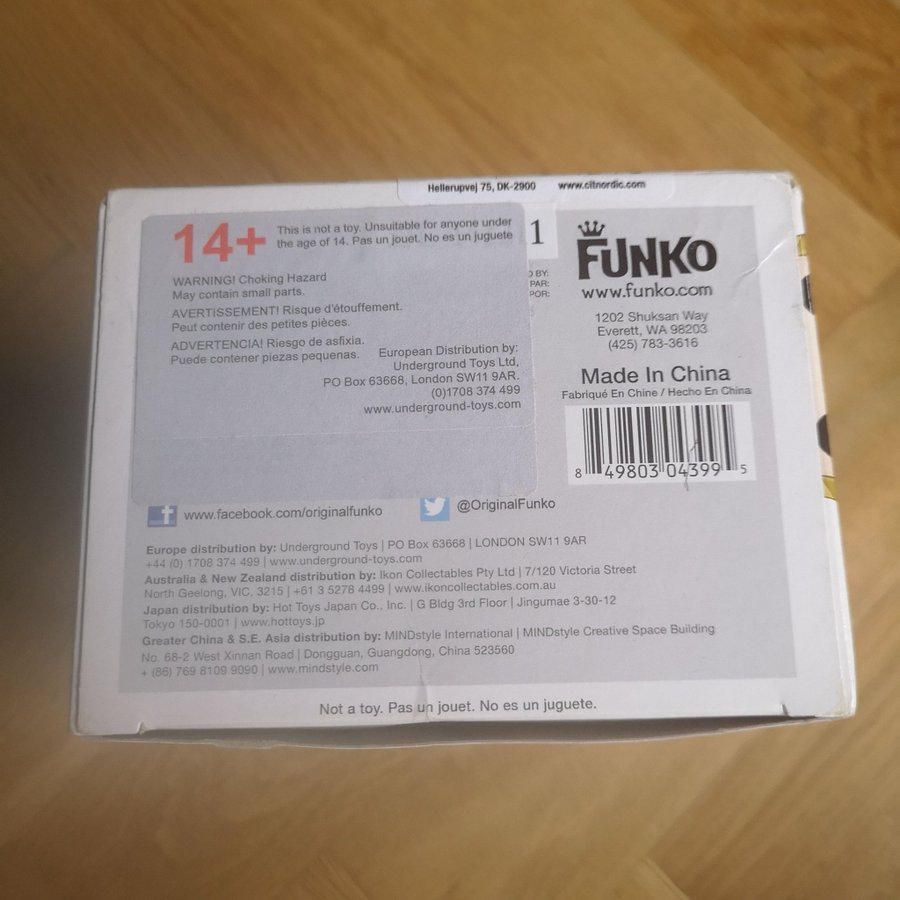 Hellerupvej 75, DK-2900 www.citnordic.com
14+
This is not a toy. Unsuitable for anyone under
the age of 14. Pas un jouet. No es un juguete
WARNING! Choking Hazard
May contain small parts.
AVERTISSEMENT! Risque d'étouffement.
Peut contenir des petites pièces.
ADVERTENCIA! Riesgo de asfixia.
Puede contener piezas pequenas.
European Distribution by:
Underground Toys Ltd,
PO Box 63668, London SW11 9AR.
(0)1708 374 499
www.underground-toys.com
1
BY:
PAR:
POR:
FUNKO
www.funko.com
1202 Shuksan Way
Everett, WA 98203
(425) 783-3616
Made In China
Fabriqué En Chine / Hecho En China
8 49803 04399 5
www.facebook.com/originalfunko
@OriginalFunko
Europe distribution by: Underground Toys | PO Box 63668 | LONDON SW11 9AR
+44 (0) 1708 374 499 | www.underground-toys.com
Australia & New Zealand distribution by: Ikon Collectables Pty Ltd | 7/120 Victoria Street
North Geelong, VIC. 3215 | +61 3 5278 4499 | www.ikoncollectables.com.au
Japan distribution by: Hot Toys Japan Co., Inc. | G Bldg 3rd Floor | Jingumae 3-30-12
Tokyo 150-0001 | www.hottoys.jp
Greater China & S.E. Asia distribution by: MINDstyle International | MINDstyle Creative Space Building
No. 68-2 West Xinnan Road | Dongguan, Guangdong, China 523560
+ (86) 769 8109 9090 | www.mindstyle.com
Not a toy. Pas un jouet. No es un juguete.